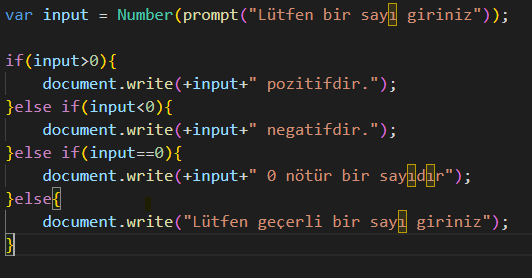 var input = Number(prompt("Lütfen bir sayı giriniz"));
if(input>0){
document.write(+input+" pozitifdir.");
}else if(input<0){
document.write(+input+" negatifdir.");
}else if(input==0){
document.write(+input+" 0 nötür bir sayıdır");
}else{
document.write("Lütfen geçerli bir sayı giriniz");
}